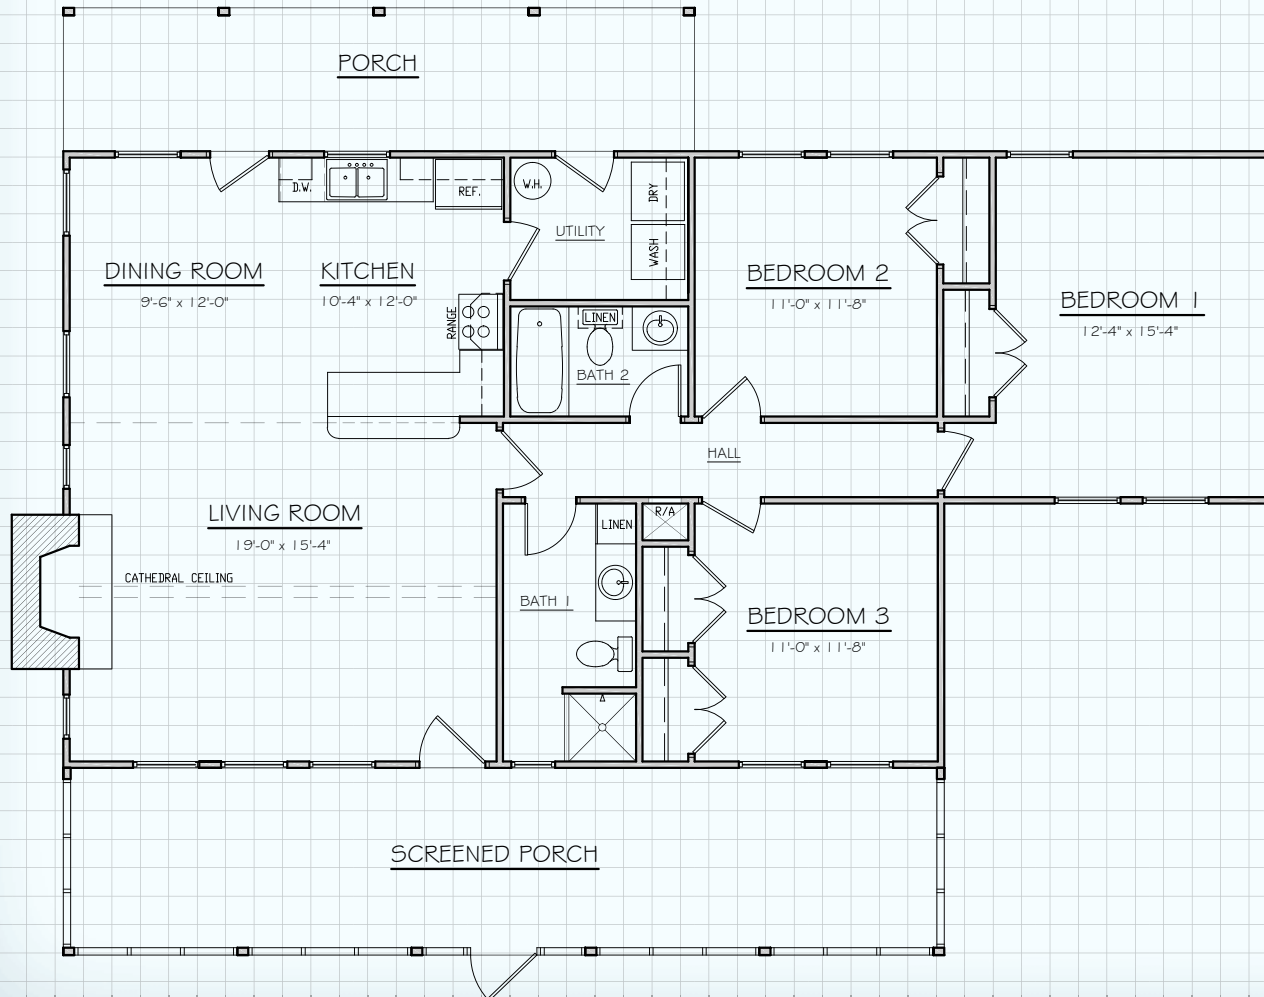 PORCH
D.W.
REF.
W.H.
DRY
WASH
UTILITY
DINING ROOM
9'-6" x 12'-0"
KITCHEN
10'-4" x 12'-0"
RANGE
LINEN
BATH 2
BEDROOM 2
11'-0" x 11'-8"
BEDROOM 1
12'-4" x 15'-4"
HALL
LIVING ROOM
19'-0" x 15'-4"
CATHEDRAL CEILING
LINEN
R/A
BATH 1
BEDROOM 3
11'-0" x 11'-8"
SCREENED PORCH